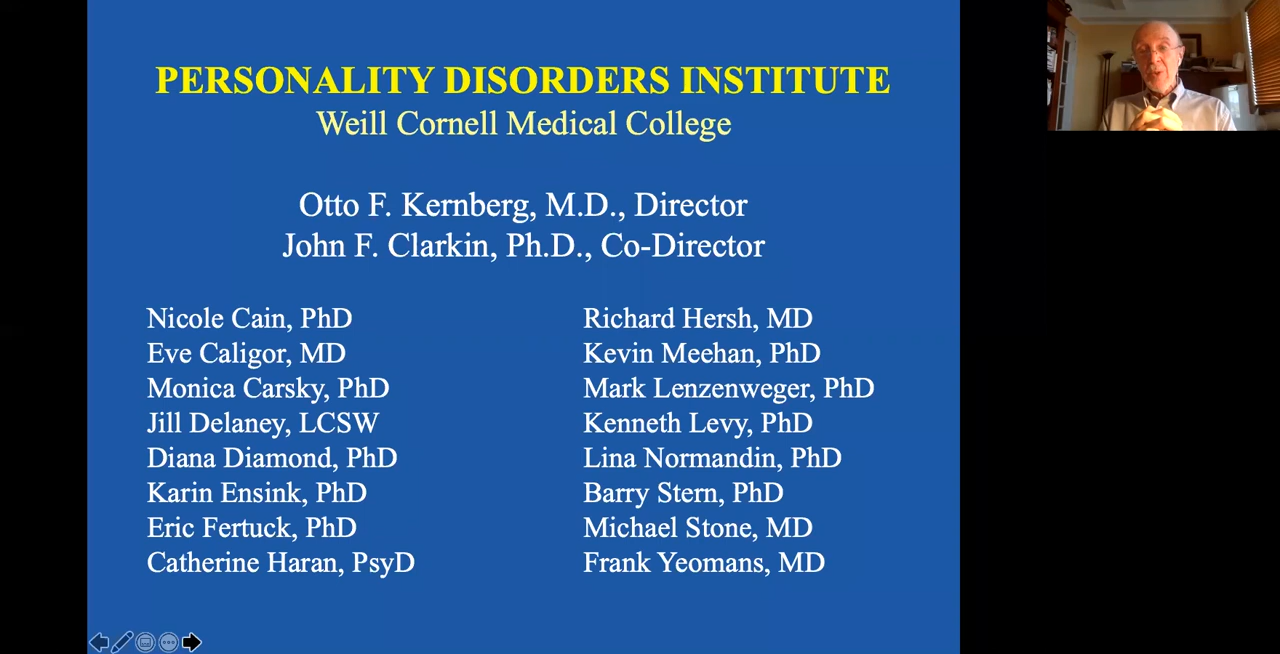 PERSONALITY DISORDERS INSTITUTE
Weill Cornell Medical College
Otto F. Kernberg, M.D., Director
John F. Clarkin, Ph.D., Co-Director
Nicole Cain, PhD
Eve Caligor, MD
Monica Carsky, PhD
Jill Delaney, LCSW
Diana Diamond, PhD
Karin Ensink, PhD
Eric Fertuck, PhD
Catherine Haran, PsyD
Richard Hersh, MD
Kevin Meehan, PhD
Mark Lenzenweger, PhD
Kenneth Levy, PhD
Lina Normandin, PhD
Barry Stern, PhD
Michael Stone, MD
Frank Yeomans, MD